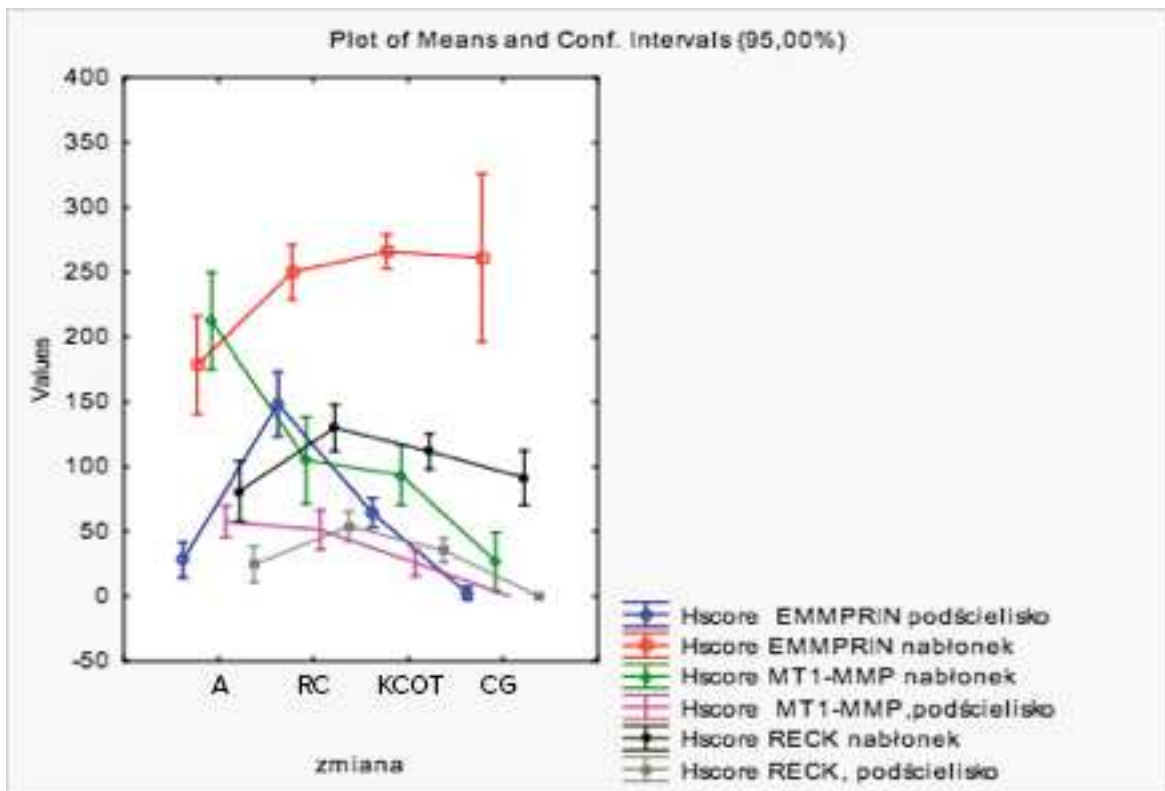 Plot of Means and Conf. Intervals (95,00%)
400
350
300
250
200
150
100
50
0
-50
Values
A RC KCOT CG
zmiana
Hscore EMMPRIN podścielisko
Hscore EMMPRIN nabłonek
Hscore MT1-MMP nabłonek
Hscore MT1-MMP,podścielisko
Hscore RECK nabłonek
Hscore RECK, podścielisko